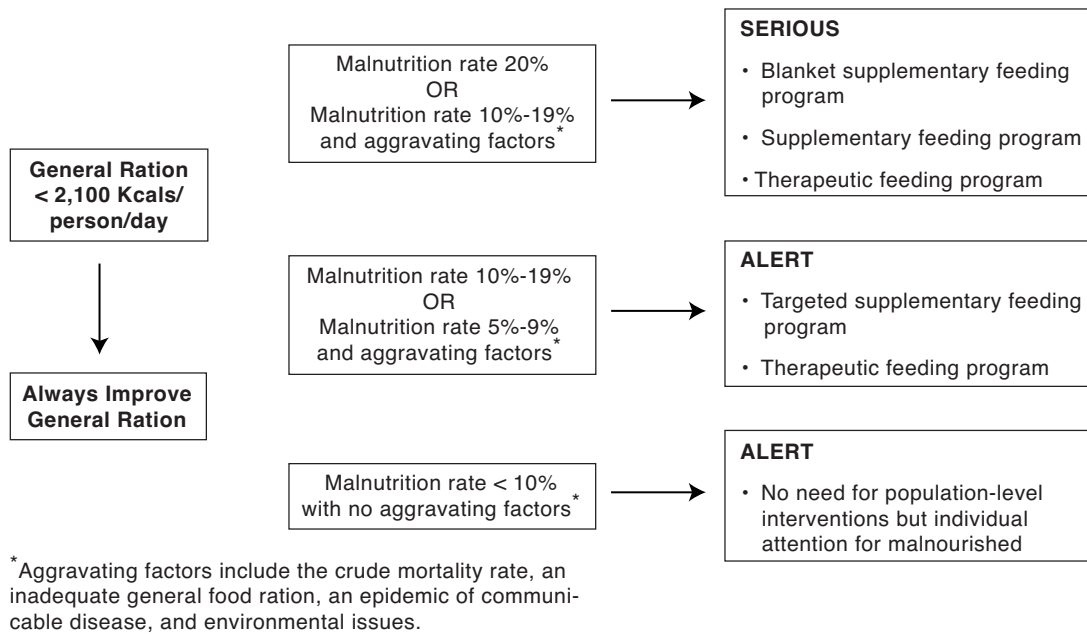 General Ration
< 2,100 Kcals/
person/day
Always Improve
General Ration
Malnutrition rate 20%
OR
Malnutrition rate 10%-19%
and aggravating factors*
SERIOUS
• Blanket supplementary feeding
program
• Supplementary feeding program
• Therapeutic feeding program
Malnutrition rate 10%-19%
OR
Malnutrition rate 5%-9%
and aggravating factors*
ALERT
• Targeted supplementary feeding
program
• Therapeutic feeding program
Malnutrition rate < 10%
with no aggravating factors*
ALERT
• No need for population-level
interventions but individual
attention for malnourished
*Aggravating factors include the crude mortality rate, an
inadequate general food ration, an epidemic of communi-
cable disease, and environmental issues.